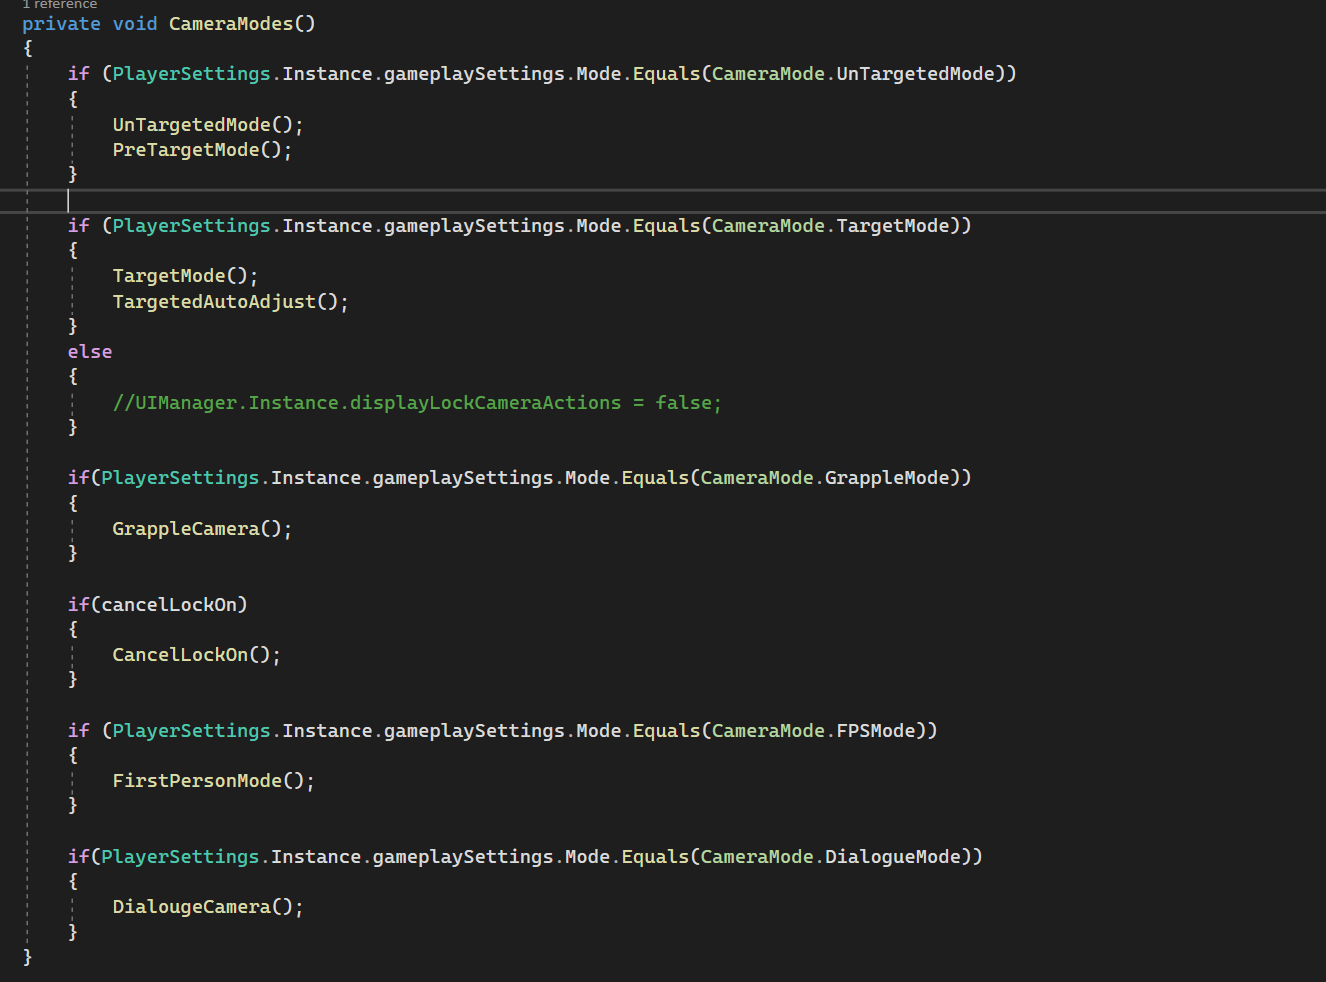 1 reference
private void CameraModes()
{
if (PlayerSettings.Instance.gameplaySettings.Mode.Equals(CameraMode.UnTargetedMode))
{
UnTargetedMode();
PreTargetMode();
}
if (PlayerSettings.Instance.gameplaySettings.Mode.Equals(CameraMode.TargetMode))
{
TargetMode();
TargetedAutoAdjust();
}
else
{
//UIManager.Instance.displayLockCameraActions = false;
}
if(PlayerSettings.Instance.gameplaySettings.Mode.Equals(CameraMode.GrappleMode))
{
GrappleCamera();
}
if(cancelLockOn)
{
CancelLockOn();
}
if (PlayerSettings.Instance.gameplaySettings.Mode.Equals(CameraMode.FPSMode))
{
FirstPersonMode();
}
if(PlayerSettings.Instance.gameplaySettings.Mode.Equals(CameraMode.DialogueMode))
{
DialougeCamera();
}
}